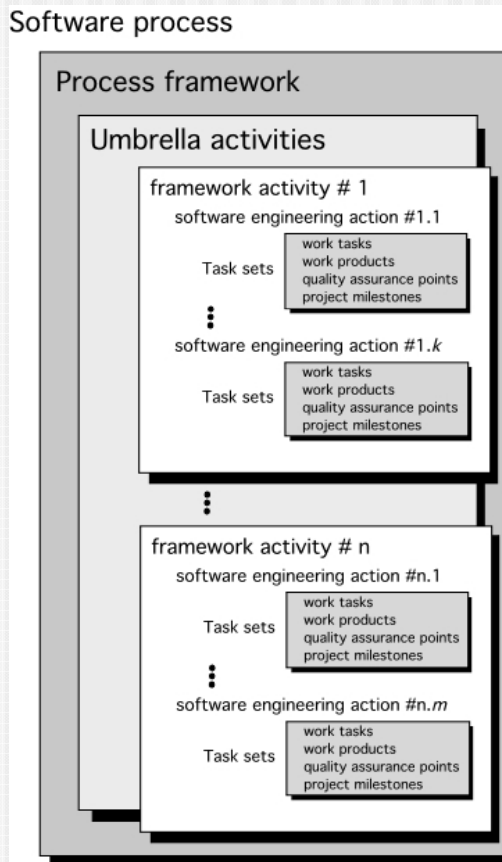 Software process
Process framework
Umbrella activities
framework activity # 1
software engineering action #1.1
Task sets
work tasks
work products
quality assurance points
project milestones
software engineering action #1.k
Task sets
work tasks
work products
quality assurance points
project milestones
framework activity # n
software engineering action #n.1
Task sets
work tasks
work products
quality assurance points
project milestones
software engineering action #n.m
Task sets
work tasks
work products
quality assurance points
project milestones